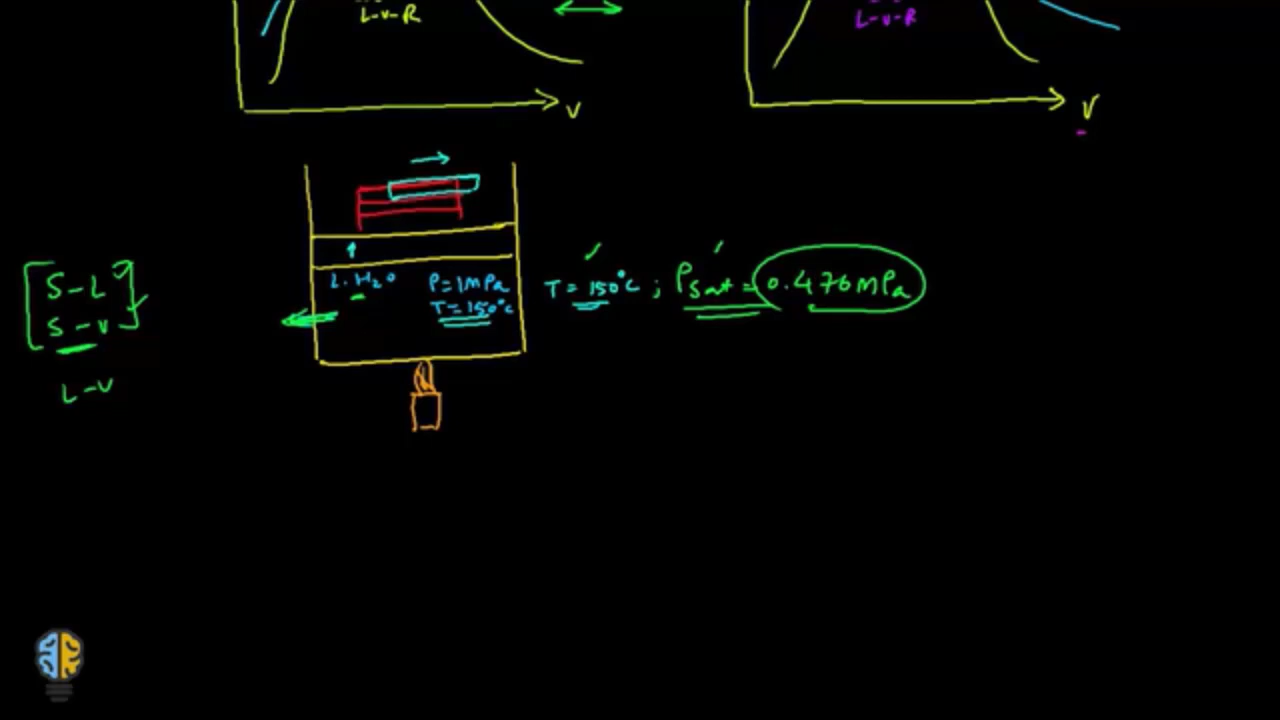 L-V-R
L-V-R
V
V
L.H₂O P=1MPa
T=150°C
T=150°C; Psat=0.476MPa
S-L
S-V
L-V